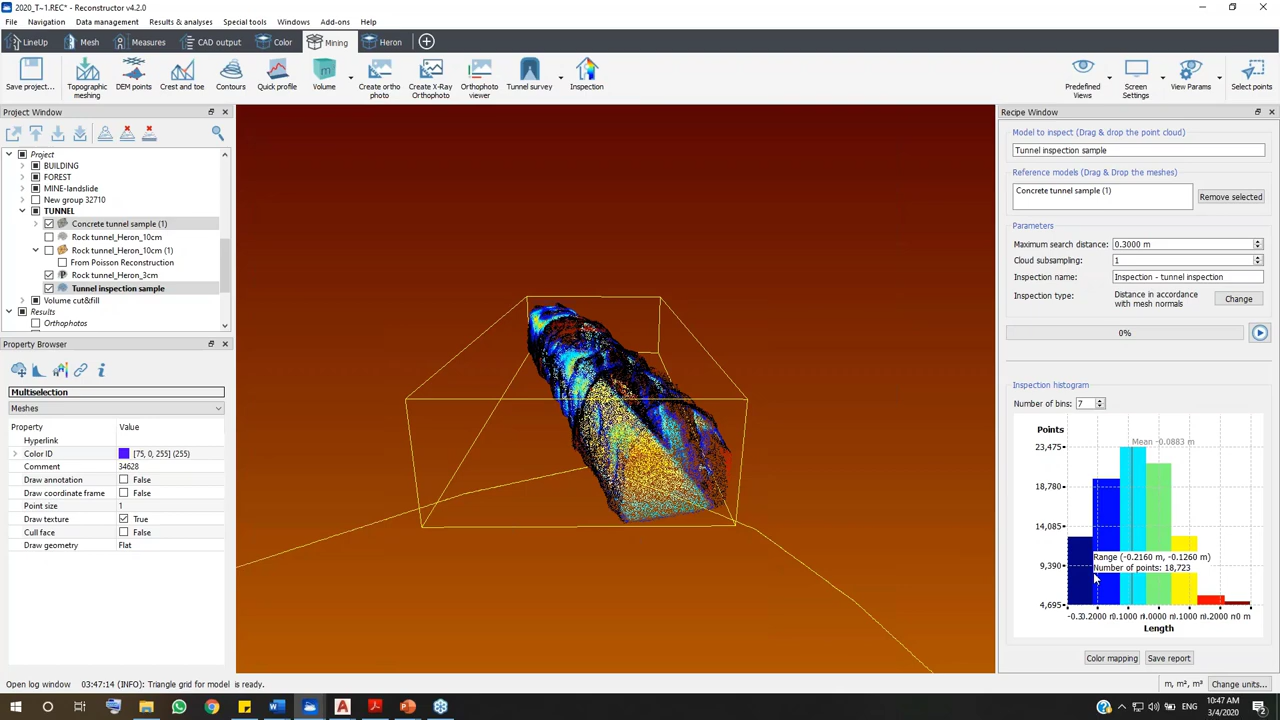 2020_T~1.REC* - Reconstructor v4.2.0
File Navigation Data management Results & analyses Special tools Windows Add-ons Help
LineUp Mesh Measures CAD output Color Mining Heron
Save project... Topographic meshing DEM points Crest and toe Contours Quick profile Volume Create ortho photo Create X-Ray Orthophoto Orthophoto viewer Tunnel survey Inspection Predefined Views Screen Settings View Params Select points
Project Window
Project
BUILDING
FOREST
MINE-landslide
New group 32710
TUNNEL
Concrete tunnel sample (1)
Rock tunnel_Heron_10cm
Rock tunnel_Heron_10cm (1)
From Poisson Reconstruction
Rock tunnel_Heron_3cm
Tunnel inspection sample
Volume cut&fill
Results
Orthophotos
Property Browser
Multiselection
Meshes
Property Value
Hyperlink
Color ID [75, 0, 255] (255)
Comment 34628
Draw annotation False
Draw coordinate frame False
Point size 1
Draw texture True
Cull face False
Draw geometry Flat
Recipe Window
Model to inspect (Drag & drop the point cloud)
Tunnel inspection sample
Reference models (Drag & Drop the meshes)
Concrete tunnel sample (1)
Remove selected
Parameters
Maximum search distance: 0.3000 m
Cloud subsampling: 1
Inspection name: Inspection - tunnel inspection
Inspection type: Distance in accordance with mesh normals Change
0%
Inspection histogram
Number of bins: 7
Points
Mean -0.0883 m
23,475
18,780
14,085
Range (-0.2160 m, -0.1260 m)
9,390
Number of points: 18,723
4,695
Length
Color mapping Save report
Open log window 03:47:14 (INFO): Triangle grid for model is ready. m, m², m³ Change units...
10:47 AM
3/4/2020